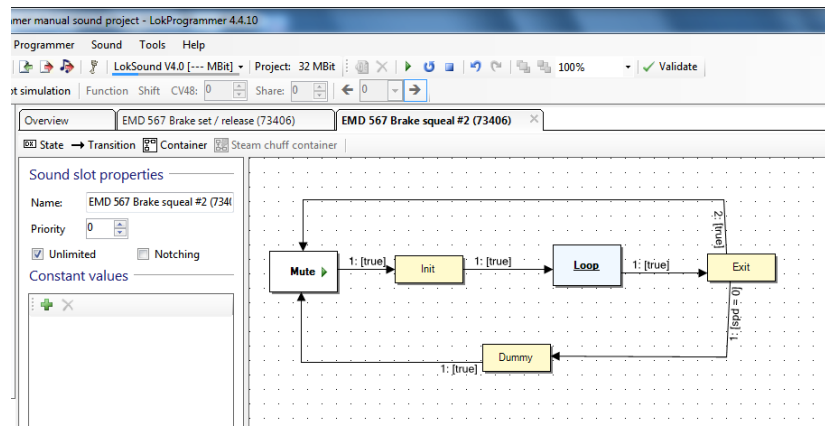 mer manual sound project - LokProgrammer 4.4.10
Programmer Sound Tools Help
LokSound V4.0 [--- MBit] Project: 32 MBit 100% Validate
t simulation Function Shift CV48: 0 Share: 0 0
Overview EMD 567 Brake set / release (73406) EMD 567 Brake squeal #2 (73406)
State Transition Container Steam chuff container
Sound slot properties
Name: EMD 567 Brake squeal #2 (734
Priority 0
Unlimited Notching
Constant values
2: [true]
Mute 1: [true] Init 1: [true] Loop 1: [true] Exit
1: [spd = 0]
Dummy
1: [true]